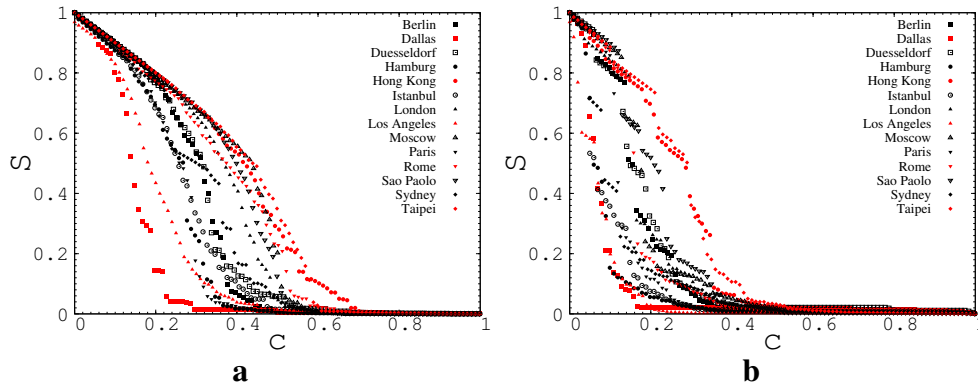 1
0.8
0.6
0.4
0.2
0
S
0
0.2
0.4
0.6
0.8
1
C
Berlin
Dallas
Duesseldorf
Hamburg
Hong Kong
Istanbul
London
Los Angeles
Moscow
Paris
Rome
Sao Paolo
Sydney
Taipei
a
1
0.8
0.6
0.4
0.2
0
S
0
0.2
0.4
0.6
0.8
1
C
Berlin
Dallas
Duesseldorf
Hamburg
Hong Kong
Istanbul
London
Los Angeles
Moscow
Paris
Rome
Sao Paolo
Sydney
Taipei
b